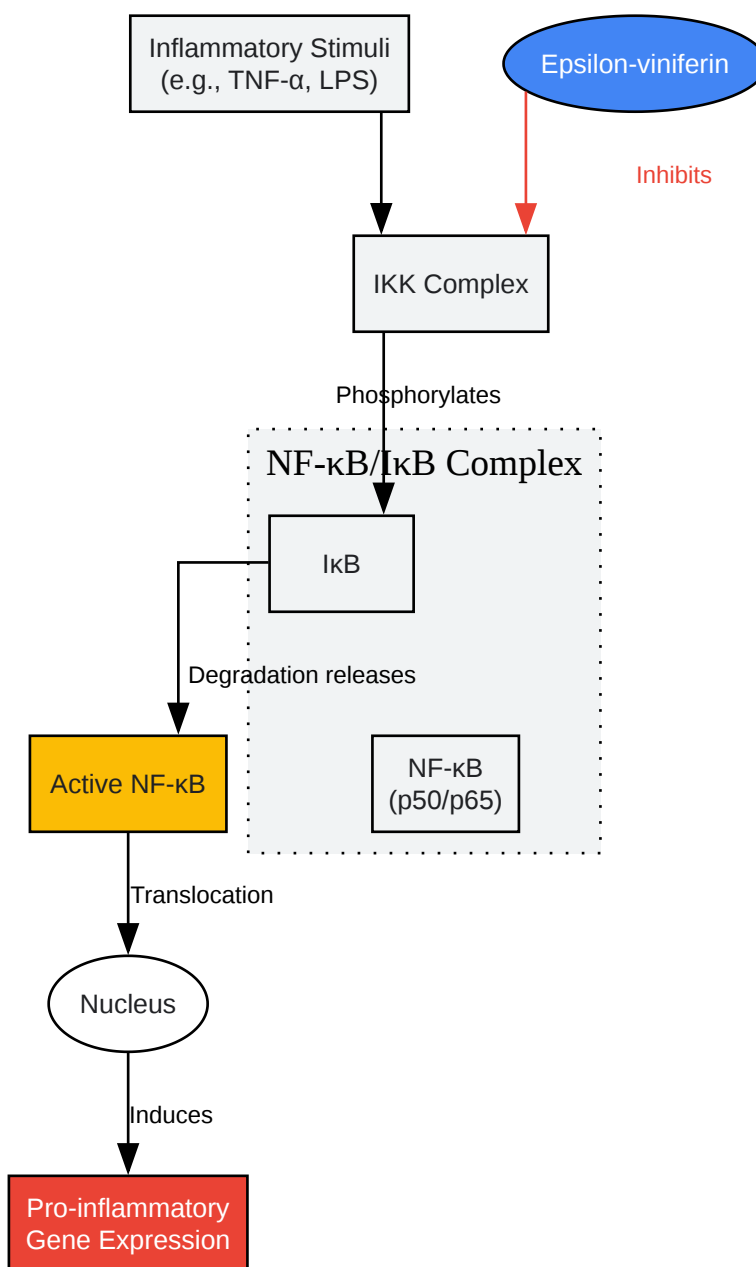 Inflammatory Stimuli
(e.g., TNF-α, LPS)
Epsilon-viniferin
Inhibits
IKK Complex
Phosphorylates
NF-κB/IκB Complex
IκB
Degradation releases
Active NF-κB
NF-κB
(p50/p65)
Translocation
Nucleus
Induces
Pro-inflammatory
Gene Expression